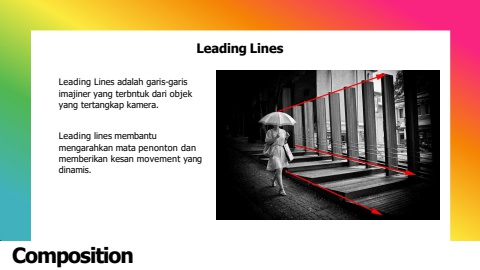 Leading Lines
Leading Lines adalah garis-garis
imajiner yang terbntuk dari objek
yang tertangkap kamera.
Leading lines membantu
mengarahkan mata penonton dan
memberikan kesan movement yang
dinamis.
Composition